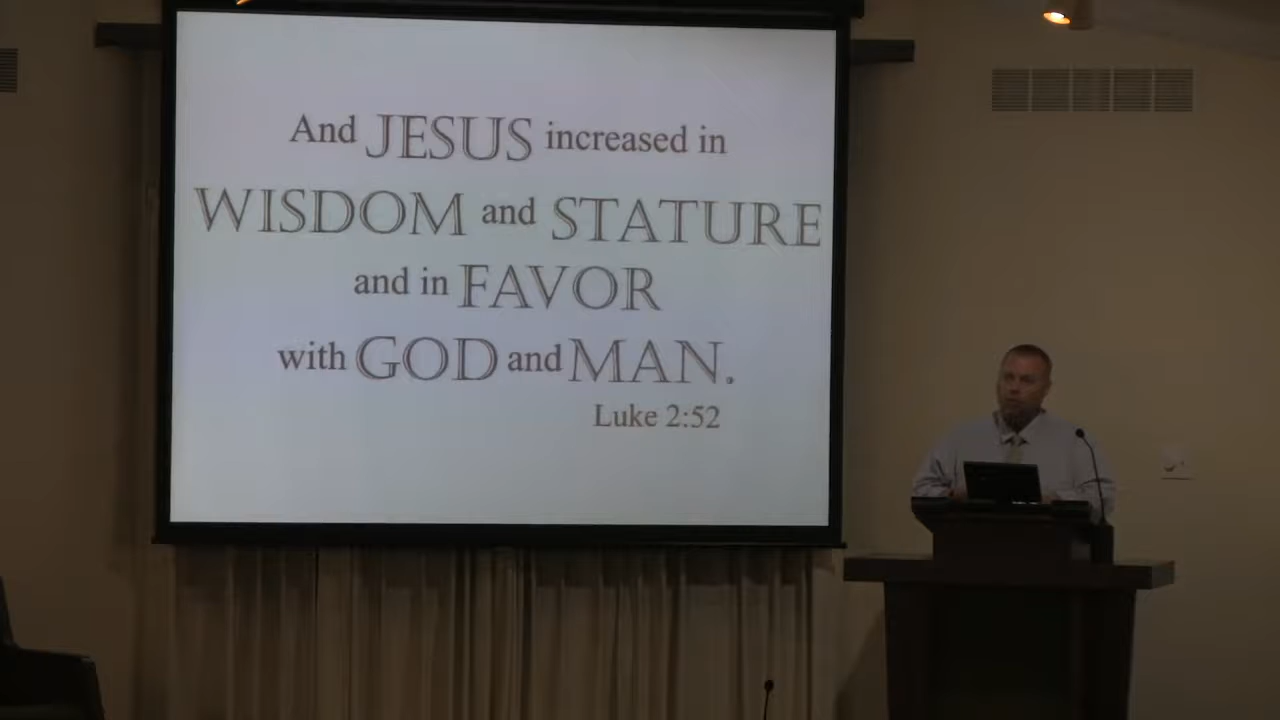 And JESUS increased in
WISDOM and STATURE
and in FAVOR
with GOD and MAN.
Luke 2:52